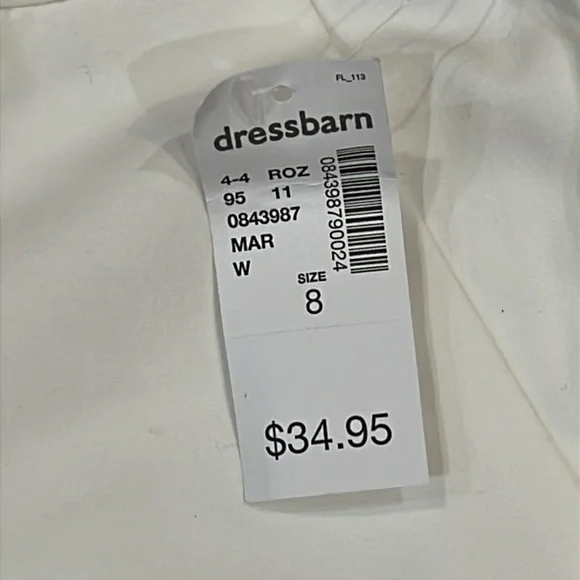 FL_113
dressbarn
4-4 ROZ
95 11
0843987
MAR
W
084398790024
SIZE
8
$34.95